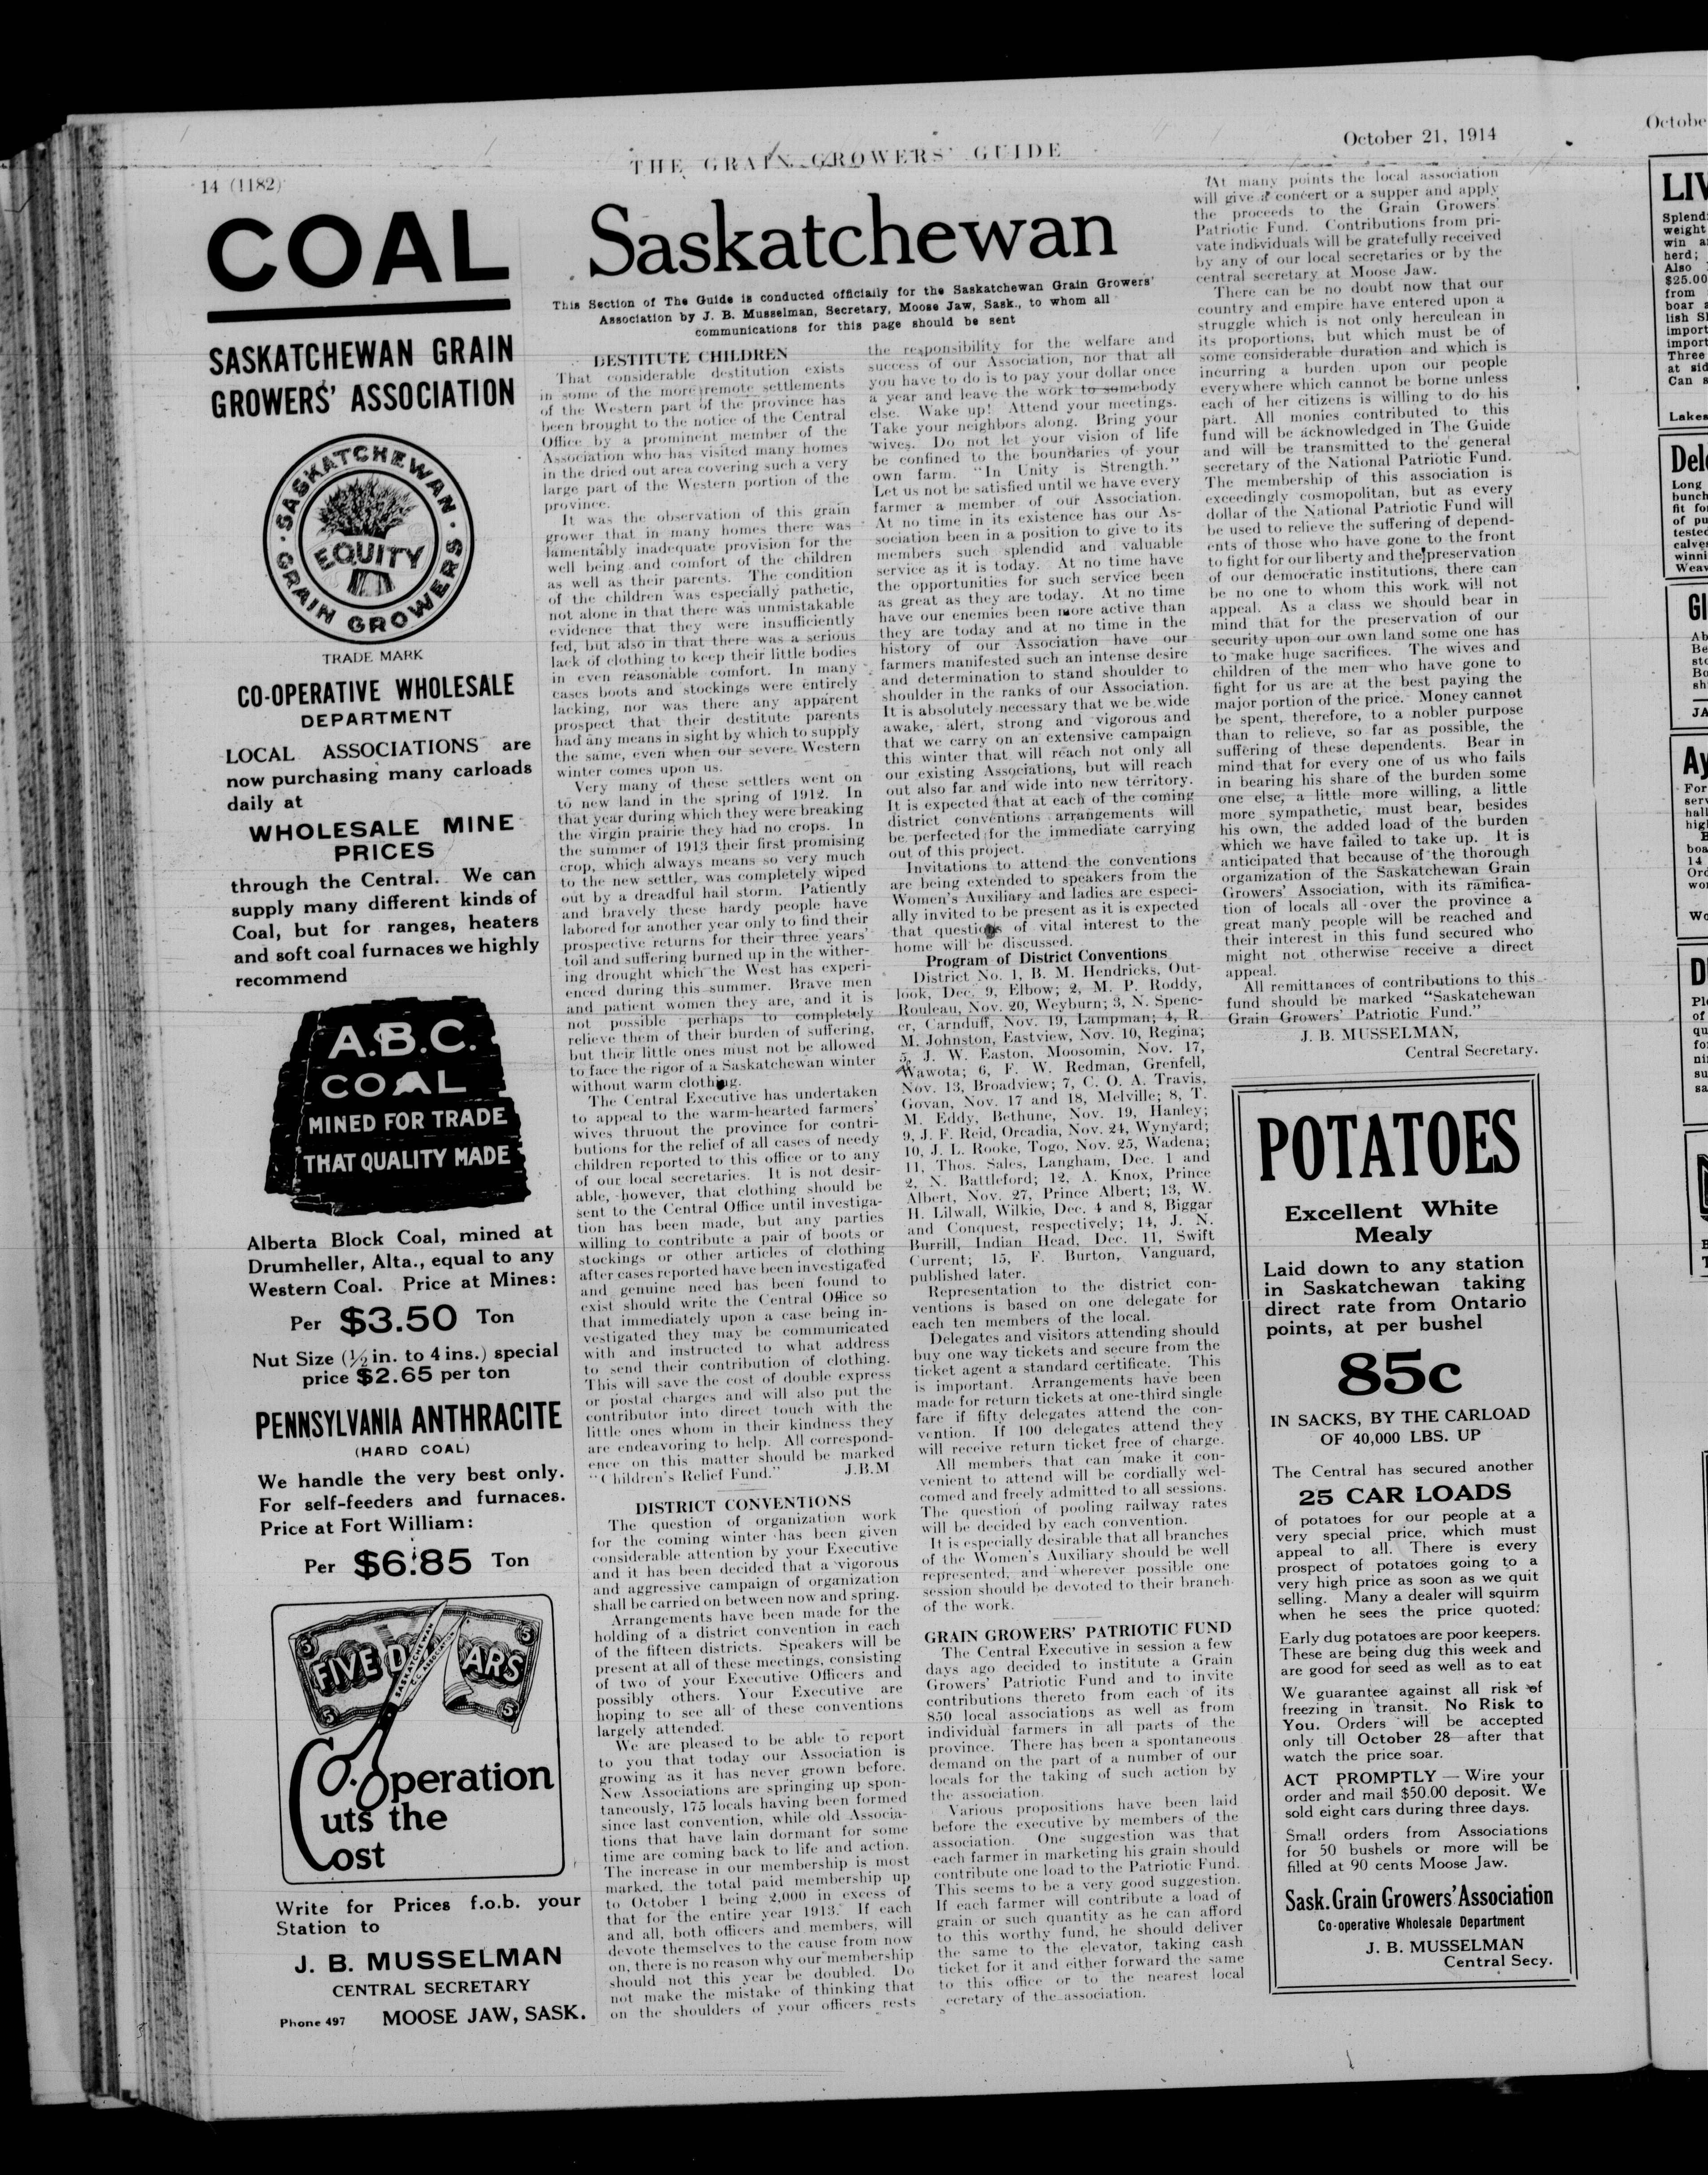 October 21, 1914
THE GRAIN GROWERS' GUIDE
14 (1182)
COAL
SASKATCHEWAN GRAIN
GROWERS' ASSOCIATION
SASKATCHEWAN
EQUITY
GRAIN GROWERS
TRADE MARK
CO-OPERATIVE WHOLESALE
DEPARTMENT
LOCAL ASSOCIATIONS are
now purchasing many carloads
daily at
WHOLESALE MINE
PRICES
through the Central. We can
supply many different kinds of
Coal, but for ranges, heaters
and soft coal furnaces we highly
recommend
A.B.C.
COAL
MINED FOR TRADE
THAT QUALITY MADE
Alberta Block Coal, mined at
Drumheller, Alta., equal to any
Western Coal. Price at Mines:
Per $3.50 Ton
Nut Size (½ in. to 4 ins.) special
price $2.65 per ton
PENNSYLVANIA ANTHRACITE
(HARD COAL)
We handle the very best only.
For self-feeders and furnaces.
Price at Fort William:
Per $6.85 Ton
FIVE D ARS
5 5 5 5
SASKATCHEWAN
Co-operation
Cuts the
Cost
Write for Prices f.o.b. your
Station to
J. B. MUSSELMAN
CENTRAL SECRETARY
Phone 497 MOOSE JAW, SASK.
Saskatchewan
This Section of The Guide is conducted officially for the Saskatchewan Grain Growers'
Association by J. B. Musselman, Secretary, Moose Jaw, Sask., to whom all
communications for this page should be sent
DESTITUTE CHILDREN
That considerable destitution exists
in some of the more remote settlements
of the Western part of the province has
been brought to the notice of the Central
Office by a prominent member of the
Association who has visited many homes
in the dried out area covering such a very
large part of the Western portion of the
province.
It was the observation of this grain
grower that in many homes there was
lamentably inadequate provision for the
well being and comfort of the children
as well as their parents. The condition
of the children was especially pathetic,
not alone in that there was unmistakable
evidence that they were insufficiently
fed, but also in that there was a serious
lack of clothing to keep their little bodies
in even reasonable comfort. In many
cases boots and stockings were entirely
lacking, nor was there any apparent
prospect that their destitute parents
had any means in sight by which to supply
the same, even when our severe Western
winter comes upon us.
Very many of these settlers went on
to new land in the spring of 1912. In
that year during which they were breaking
the virgin prairie they had no crops. In
the summer of 1913 their first promising
crop, which always means so very much
to the new settler, was completely wiped
out by a dreadful hail storm. Patiently
and bravely these hardy people have
labored for another year only to find their
prospective returns for their three years'
toil and suffering burned up in the wither-
ing drought which the West has experi-
enced during this summer. Brave men
and patient women they are, and it is
not possible perhaps to completely
relieve them of their burden of suffering,
but their little ones must not be allowed
to face the rigor of a Saskatchewan winter
without warm clothing.
The Central Executive has undertaken
to appeal to the warm-hearted farmers'
wives thruout the province for contri-
butions for the relief of all cases of needy
children reported to this office or to any
of our local secretaries. It is not desir-
able, however, that clothing should be
sent to the Central Office until investiga-
tion has been made, but any parties
willing to contribute a pair of boots or
stockings or other articles of clothing
after cases reported have been investigated
and genuine need has been found to
exist should write the Central Office so
that immediately upon a case being in-
vestigated they may be communicated
with and instructed to what address
to send their contribution of clothing.
This will save the cost of double express
or postal charges and will also put the
contributor into direct touch with the
little ones whom in their kindness they
are endeavoring to help. All correspond-
ence on this matter should be marked
"Children's Relief Fund." J.B.M
DISTRICT CONVENTIONS
The question of organization work
for the coming winter has been given
considerable attention by your Executive
and it has been decided that a vigorous
and aggressive campaign of organization
shall be carried on between now and spring.
Arrangements have been made for the
holding of a district convention in each
of the fifteen districts. Speakers will be
present at all of these meetings, consisting
of two of your Executive Officers and
possibly others. Your Executive are
hoping to see all of these conventions
largely attended.
We are pleased to be able to report
to you that today our Association is
growing as it has never grown before.
New Associations are springing up spon-
taneously, 175 locals having been formed
since last convention, while old Associa-
tions that have lain dormant for some
time are coming back to life and action.
The increase in our membership is most
marked, the total paid membership up
to October 1 being 2,000 in excess of
that for the entire year 1913. If each
and all, both officers and members, will
devote themselves to the cause from now
on, there is no reason why our membership
should not this year be doubled. Do
not make the mistake of thinking that
on the shoulders of your officers rests
the responsibility for the welfare and
success of our Association, nor that all
you have to do is to pay your dollar once
a year and leave the work to somebody
else. Wake up! Attend your meetings.
Take your neighbors along. Bring your
wives. Do not let your vision of life
be confined to the boundaries of your
own farm. "In Unity is Strength."
Let us not be satisfied until we have every
farmer a member of our Association.
At no time in its existence has our As-
sociation been in a position to give to its
members such splendid and valuable
service as it is today. At no time have
the opportunities for such service been
as great as they are today. At no time
have our enemies been more active than
they are today and at no time in the
history of our Association have our
farmers manifested such an intense desire
and determination to stand shoulder to
shoulder in the ranks of our Association.
It is absolutely necessary that we be wide
awake, alert, strong and vigorous and
that we carry on an extensive campaign
this winter that will reach not only all
our existing Associations, but will reach
out also far and wide into new territory.
It is expected that at each of the coming
district conventions arrangements will
be perfected for the immediate carrying
out of this project.
Invitations to attend the conventions
are being extended to speakers from the
Women's Auxiliary and ladies are especi-
ally invited to be present as it is expected
that questions of vital interest to the
home will be discussed.
Program of District Conventions
District No. 1, B. M. Hendricks, Out-
look, Dec. 9, Elbow; 2, M. P. Roddy,
Rouleau, Nov. 20, Weyburn; 3, N. Spenc-
er, Carnduff, Nov. 19, Lampman; 4, R.
M. Johnston, Eastview, Nov. 10, Regina;
5, J. W. Easton, Moosomin, Nov. 17,
Wawota; 6, F. W. Redman, Grenfell,
Nov. 13, Broadview; 7, C. O. A. Travis,
Govan, Nov. 17 and 18, Melville; 8, T.
M. Eddy, Bethune, Nov. 19, Hanley;
9, J. F. Reid, Orcadia, Nov. 24, Wynyard;
10, J. L. Rooke, Togo, Nov. 25, Wadena;
11, Thos. Sales, Langham, Dec. 1 and
2, N. Battleford; 12, A. Knox, Prince
Albert, Nov. 27, Prince Albert; 13, W.
H. Lilwall, Wilkie, Dec. 4 and 8, Biggar
and Conquest, respectively; 14, J. N.
Burrill, Indian Head, Dec. 11, Swift
Current; 15, F. Burton, Vanguard,
published later.
Representation to the district con-
ventions is based on one delegate for
each ten members of the local.
Delegates and visitors attending should
buy one way tickets and secure from the
ticket agent a standard certificate. This
is important. Arrangements have been
made for return tickets at one-third single
fare if fifty delegates attend the con-
vention. If 100 delegates attend they
will receive return ticket free of charge.
All members that can make it con-
venient to attend will be cordially wel-
comed and freely admitted to all sessions.
The question of pooling railway rates
will be decided by each convention.
It is especially desirable that all branches
of the Women's Auxiliary should be well
represented, and wherever possible one
session should be devoted to their branch
of the work.
GRAIN GROWERS' PATRIOTIC FUND
The Central Executive in session a few
days ago decided to institute a Grain
Growers' Patriotic Fund and to invite
contributions thereto from each of its
850 local associations as well as from
individual farmers in all parts of the
province. There has been a spontaneous
demand on the part of a number of our
locals for the taking of such action by
the association.
Various propositions have been laid
before the executive by members of the
association. One suggestion was that
each farmer in marketing his grain should
contribute one load to the Patriotic Fund.
This seems to be a very good suggestion.
If each farmer will contribute a load of
grain or such quantity as he can afford
to this worthy fund, he should deliver
the same to the elevator, taking cash
ticket for it and either forward the same
to this office or to the nearest local
secretary of the association.
At many points the local association
will give a concert or a supper and apply
the proceeds to the Grain Growers'
Patriotic Fund. Contributions from pri-
vate individuals will be gratefully received
by any of our local secretaries or by the
central secretary at Moose Jaw.
There can be no doubt now that our
country and empire have entered upon a
struggle which is not only herculean in
its proportions, but which must be of
some considerable duration and which is
incurring a burden upon our people
everywhere which cannot be borne unless
each of her citizens is willing to do his
part. All monies contributed to this
fund will be acknowledged in The Guide
and will be transmitted to the general
secretary of the National Patriotic Fund.
The membership of this association is
exceedingly cosmopolitan, but as every
dollar of the National Patriotic Fund will
be used to relieve the suffering of depend-
ents of those who have gone to the front
to fight for our liberty and the preservation
of our democratic institutions, there can
be no one to whom this work will not
appeal. As a class we should bear in
mind that for the preservation of our
security upon our own land some one has
to make huge sacrifices. The wives and
children of the men who have gone to
fight for us are at the best paying the
major portion of the price. Money cannot
be spent, therefore, to a nobler purpose
than to relieve, so far as possible, the
suffering of these dependents. Bear in
mind that for every one of us who fails
in bearing his share of the burden some
one else, a little more willing, a little
more sympathetic, must bear, besides
his own, the added load of the burden
which we have failed to take up. It is
anticipated that because of the thorough
organization of the Saskatchewan Grain
Growers' Association, with its ramifica-
tion of locals all over the province a
great many people will be reached and
their interest in this fund secured who
might not otherwise receive a direct
appeal.
All remittances of contributions to this
fund should be marked "Saskatchewan
Grain Growers' Patriotic Fund."
J. B. MUSSELMAN,
Central Secretary.
POTATOES
Excellent White
Mealy
Laid down to any station
in Saskatchewan taking
direct rate from Ontario
points, at per bushel
85c
IN SACKS, BY THE CARLOAD
OF 40,000 LBS. UP
The Central has secured another
25 CAR LOADS
of potatoes for our people at a
very special price, which must
appeal to all. There is every
prospect of potatoes going to a
very high price as soon as we quit
selling. Many a dealer will squirm
when he sees the price quoted.
Early dug potatoes are poor keepers.
These are being dug this week and
are good for seed as well as to eat
We guarantee against all risk of
freezing in transit. No Risk to
You. Orders will be accepted
only till October 28—after that
watch the price soar.
ACT PROMPTLY — Wire your
order and mail $50.00 deposit. We
sold eight cars during three days.
Small orders from Associations
for 50 bushels or more will be
filled at 90 cents Moose Jaw.
Sask. Grain Growers' Association
Co-operative Wholesale Department
J. B. MUSSELMAN
Central Secy.
Octobe
LIV
Splend
weight
win a
herd;
Also
$25.00
from
boar a
lish Sh
import
import
Three
at sid
Can s
Lakes
Del
Long
bunch
fit for
of pu
tested
calves
winni
Weav
Gl
Ab
Be
sto
Bo
sh
JA
Ay
For
serv
hall
hig
boa
14
Ord
wo
Wo
D
Ple
of
qu
fo
ni
su
sa